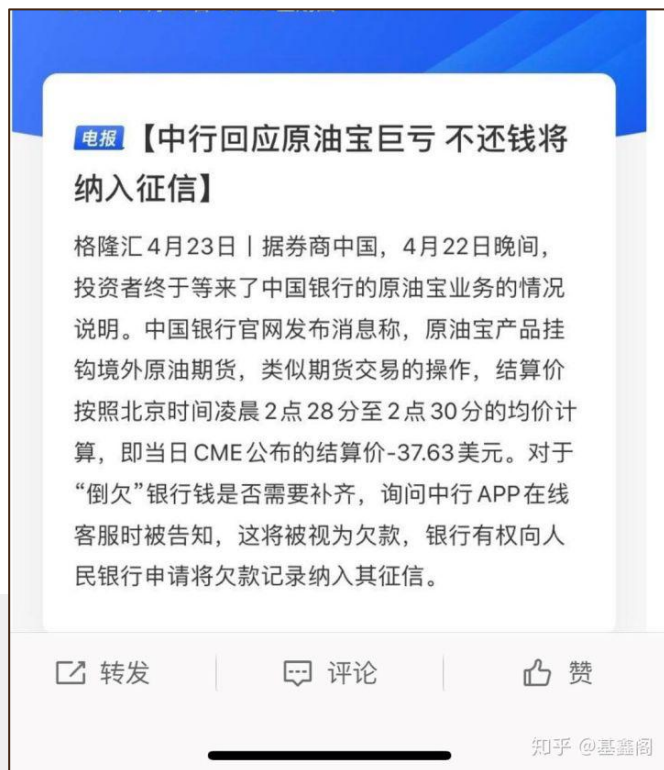 电报【中行回应原油宝巨亏 不还钱将
纳入征信】
格隆汇4月23日丨据券商中国，4月22日晚间，
投资者终于等来了中国银行的原油宝业务的情况
说明。中国银行官网发布消息称，原油宝产品挂
钩境外原油期货，类似期货交易的操作，结算价
按照北京时间凌晨2点28分至2点30分的均价计
算，即当日CME公布的结算价-37.63美元。对于
“倒欠”银行钱是否需要补齐，询问中行APP在线
客服时被告知，这将被视为欠款，银行有权向人
民银行申请将欠款记录纳入其征信。
转发 评论 赞
知乎 @基鑫阁